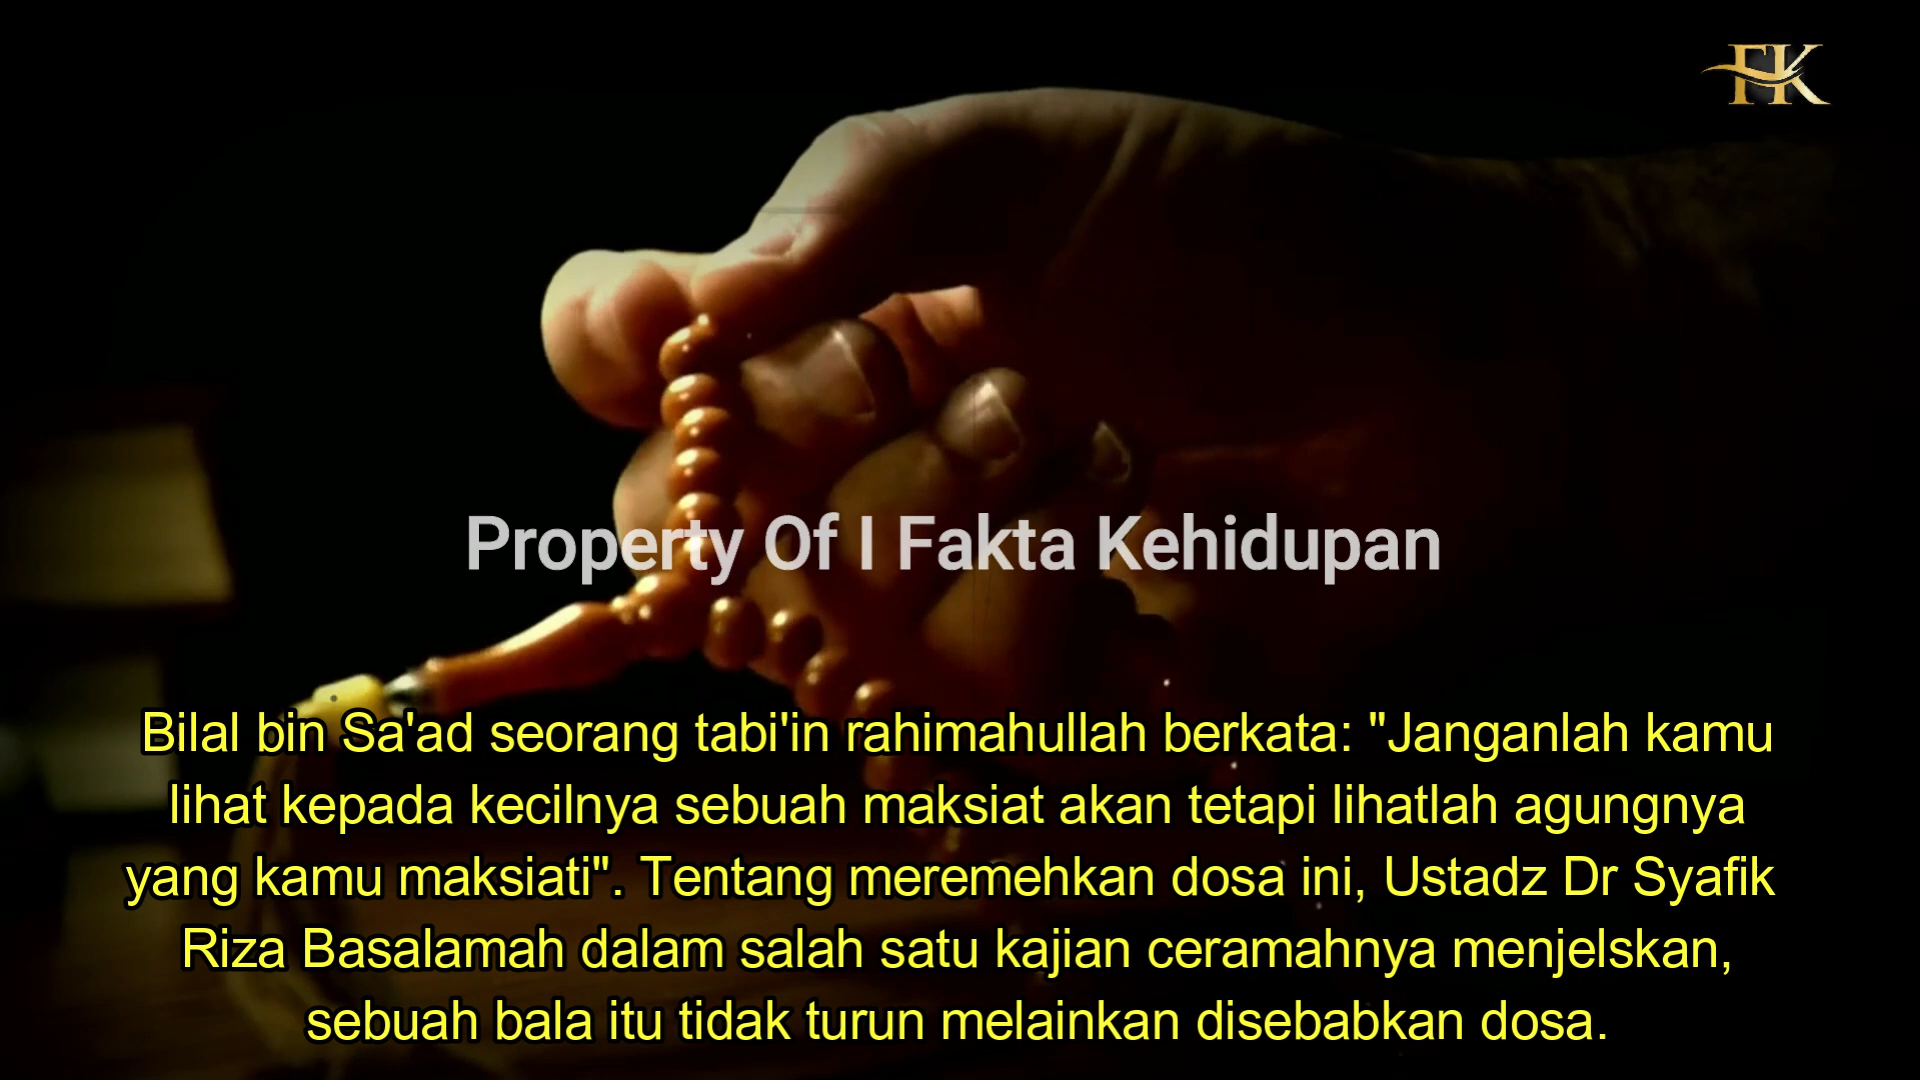 FK
Property Of I Fakta Kehidupan
Bilal bin Sa'ad seorang tabi'in rahimahullah berkata: "Janganlah kamu
lihat kepada kecilnya sebuah maksiat akan tetapi lihatlah agungnya
yang kamu maksiati". Tentang meremehkan dosa ini, Ustadz Dr Syafik
Riza Basalamah dalam salah satu kajian ceramahnya menjelskan,
sebuah bala itu tidak turun melainkan disebabkan dosa.